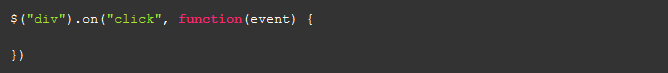 $("div").on("click", function(event) {
})